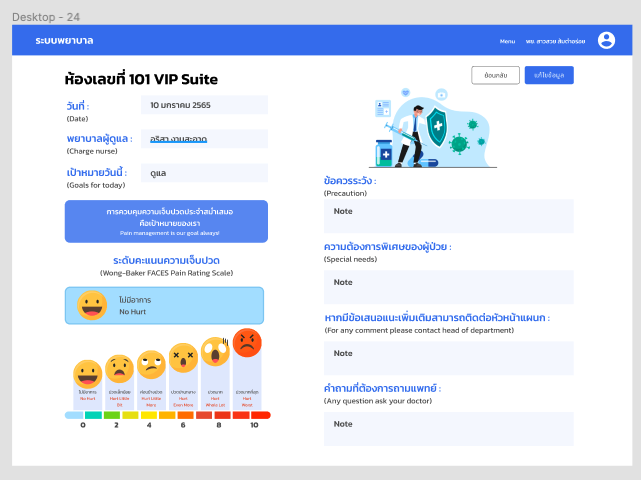 Desktop - 24
ระบบพยาบาล
Menu
พย. สาวสวย ส้มตำอร่อย
ห้องเลขที่ 101 VIP Suite
ย้อนกลับ
แก้ไขข้อมูล
วันที่ :
(Date)
10 มกราคม 2565
พยาบาลผู้ดูแล :
(Charge nurse)
อริสา งานสะอาด
เป้าหมายวันนี้ :
(Goals for today)
ดูแล
การควบคุมความเจ็บปวดประจำสม่ำเสมอ
คือเป้าหมายของเรา
Pain management is our goal always!
ระดับคะแนนความเจ็บปวด
(Wong-Baker FACES Pain Rating Scale)
ไม่มีอาการ
No Hurt
ไม่มีอาการ
No Hurt
ปวดเล็กน้อย
Hurt Little
Bit
ค่อนข้างปวด
Hurt Little
More
ปวดปานกลาง
Hurt
Even More
ปวดมาก
Hurt
Whole Lot
ปวดมากที่สุด
Hurt
Worst
0 2 4 6 8 10
ข้อควรระวัง :
(Precaution)
Note
ความต้องการพิเศษของผู้ป่วย :
(Special needs)
Note
หากมีข้อเสนอแนะเพิ่มเติมสามารถติดต่อหัวหน้าแผนก :
(For any comment please contact head of department)
Note
คำถามที่ต้องการถามแพทย์ :
(Any question ask your doctor)
Note